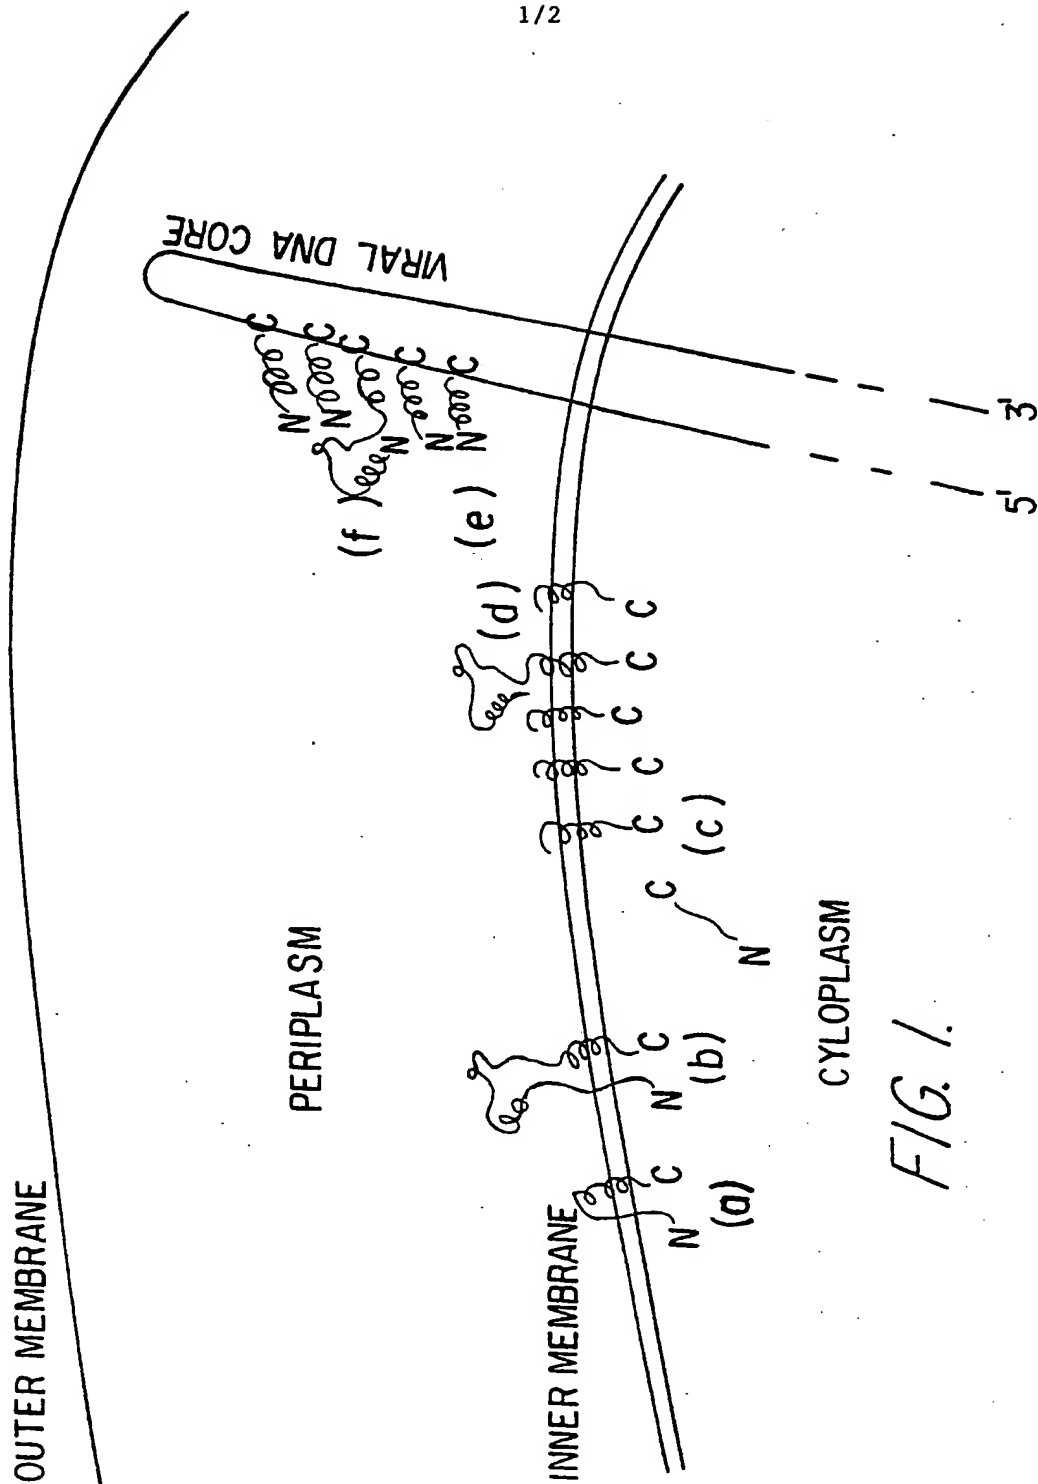 1/2
OUTER MEMBRANE
PERIPLASM
VIRAL DNA CORE
C
C
C
C
C
N
N
N
N
N
(f)
(e)
(d)
INNER MEMBRANE
N
C
(a)
N
C
(b)
N
C
C
C
C
C
C
(c)
5'
3'
CYLOPLASM
FIG. 1.